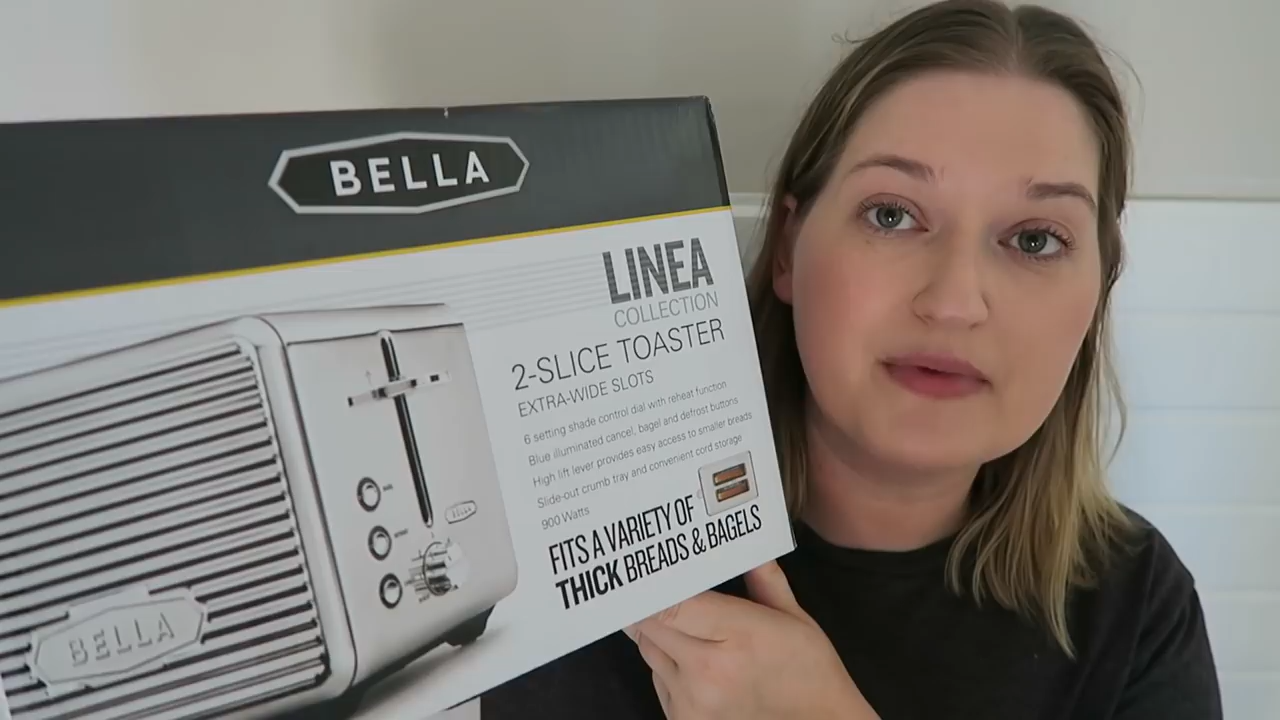 BELLA
LINEA
COLLECTION
2-SLICE TOASTER
EXTRA-WIDE SLOTS
6 setting shade control dial with reheat function
Blue illuminated cancel, bagel and defrost buttons
High lift lever provides easy access to smaller breads
Slide-out crumb tray and convenient cord storage
900 Watts
FITS A VARIETY OF
THICK BREADS & BAGELS
BELLA
BELLA